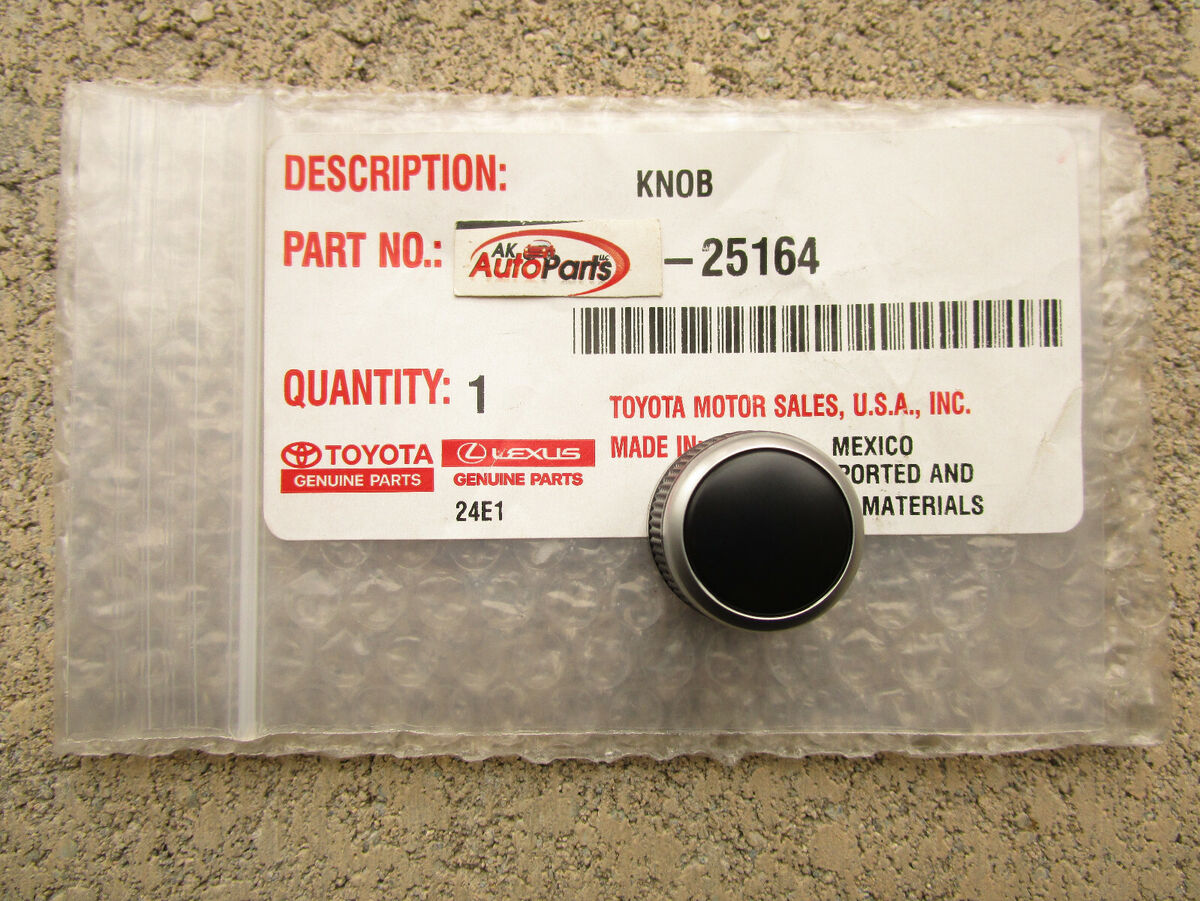 DESCRIPTION: KNOB
PART NO.: AK AutoParts LLC -25164
QUANTITY: 1
TOYOTA MOTOR SALES, U.S.A., INC.
TOYOTA
GENUINE PARTS
LEXUS
GENUINE PARTS
24E1
MADE IN MEXICO
PORTED AND
MATERIALS